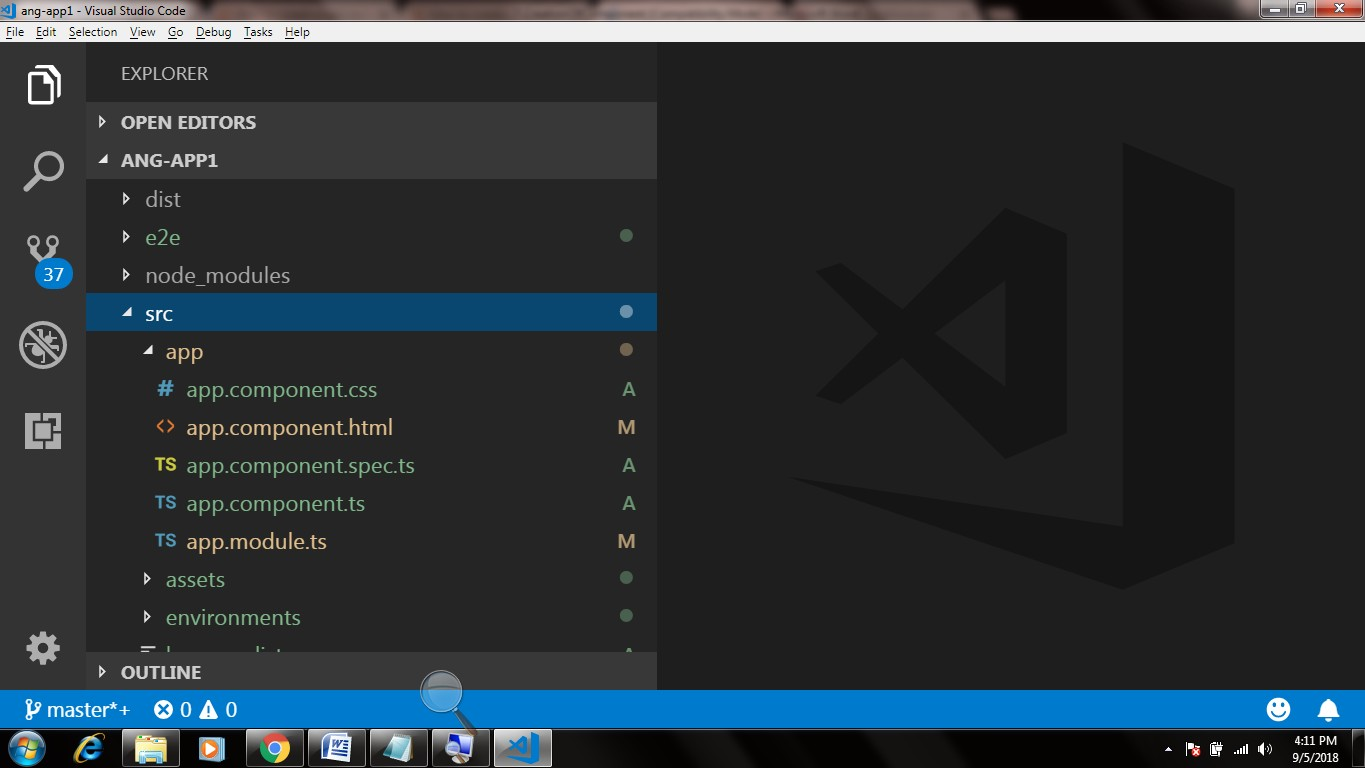 ang-app1 - Visual Studio Code
File Edit Selection View Go Debug Tasks Help
EXPLORER
OPEN EDITORS
ANG-APP1
dist
e2e
node_modules
37
src
app
# app.component.css A
<> app.component.html M
TS app.component.spec.ts A
TS app.component.ts A
TS app.module.ts M
assets
environments
OUTLINE
master*+ 0 0
4:11 PM
9/5/2018